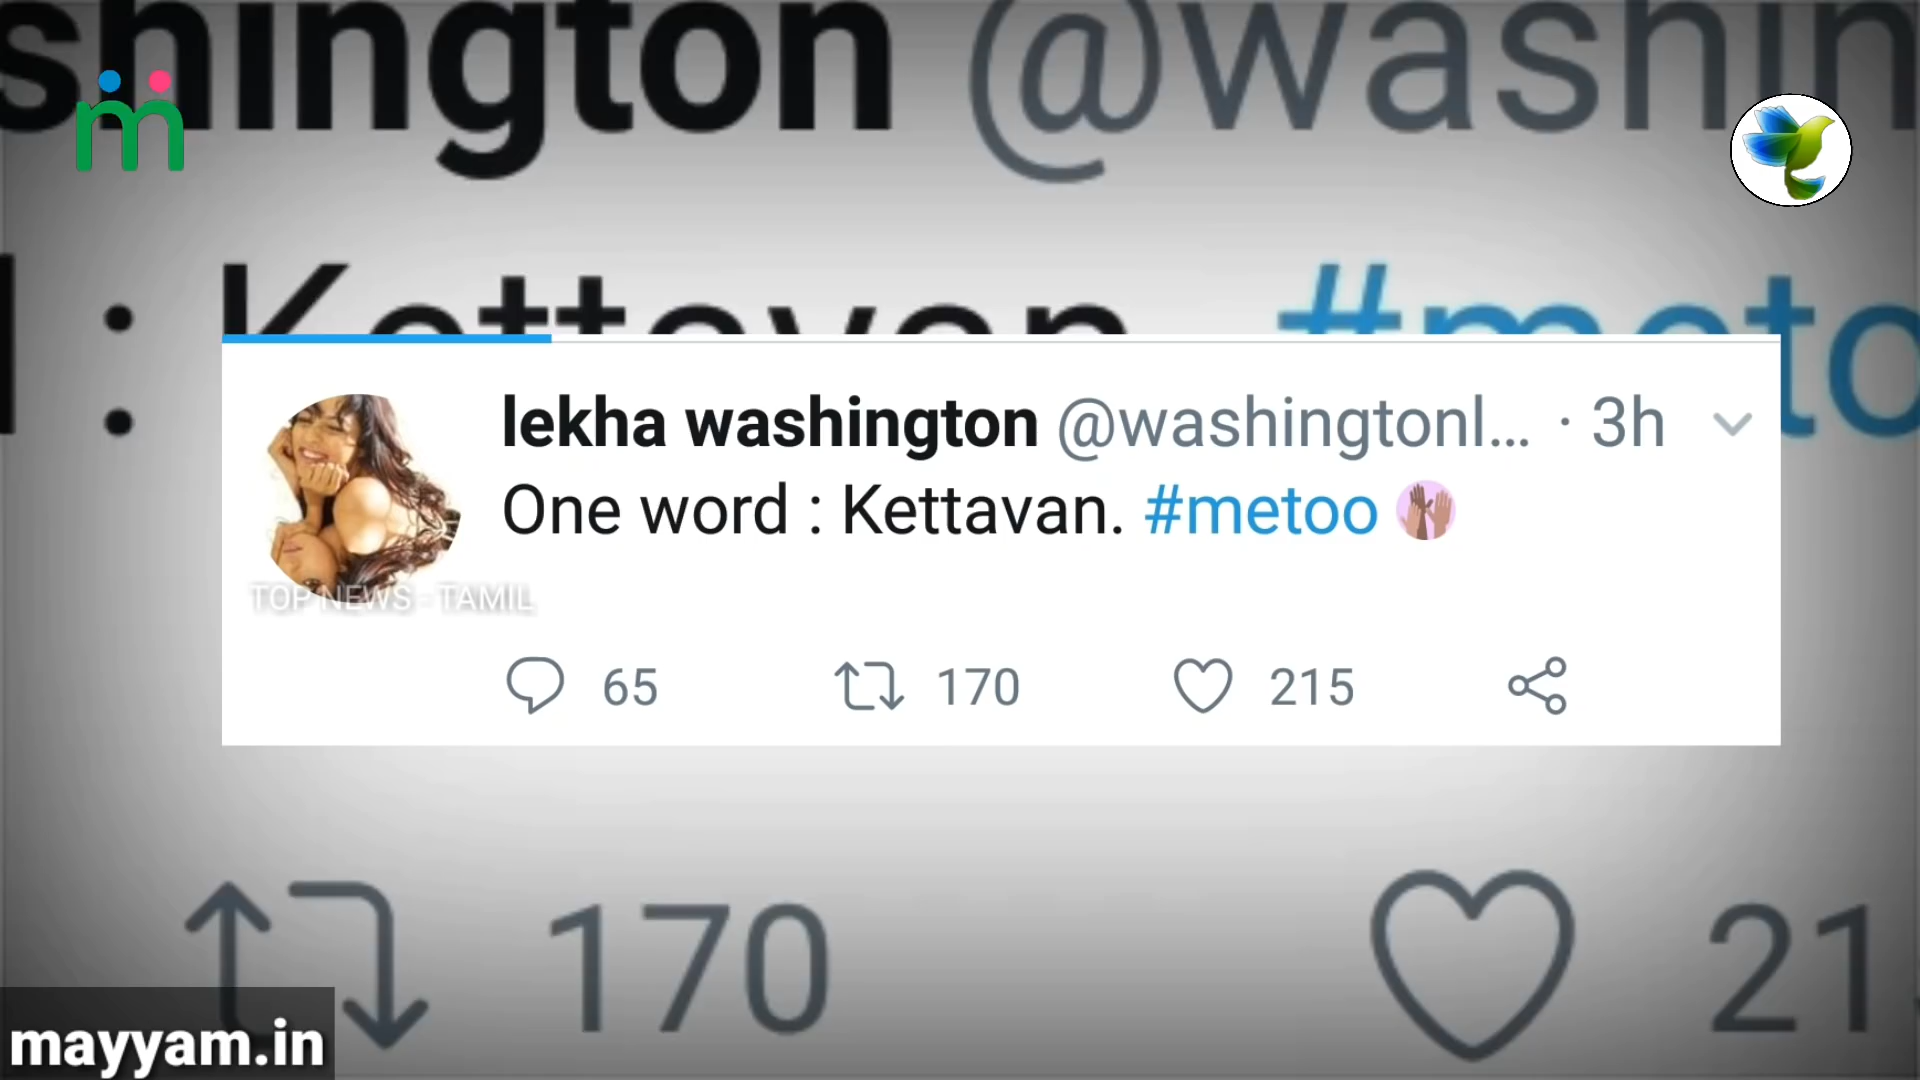 shington @washin
: Kettavan #meto
lekha washington @washingtonl... · 3h
One word : Kettavan. #metoo
TOP NEWS - TAMIL
65 170 215
170 21
mayyam.in